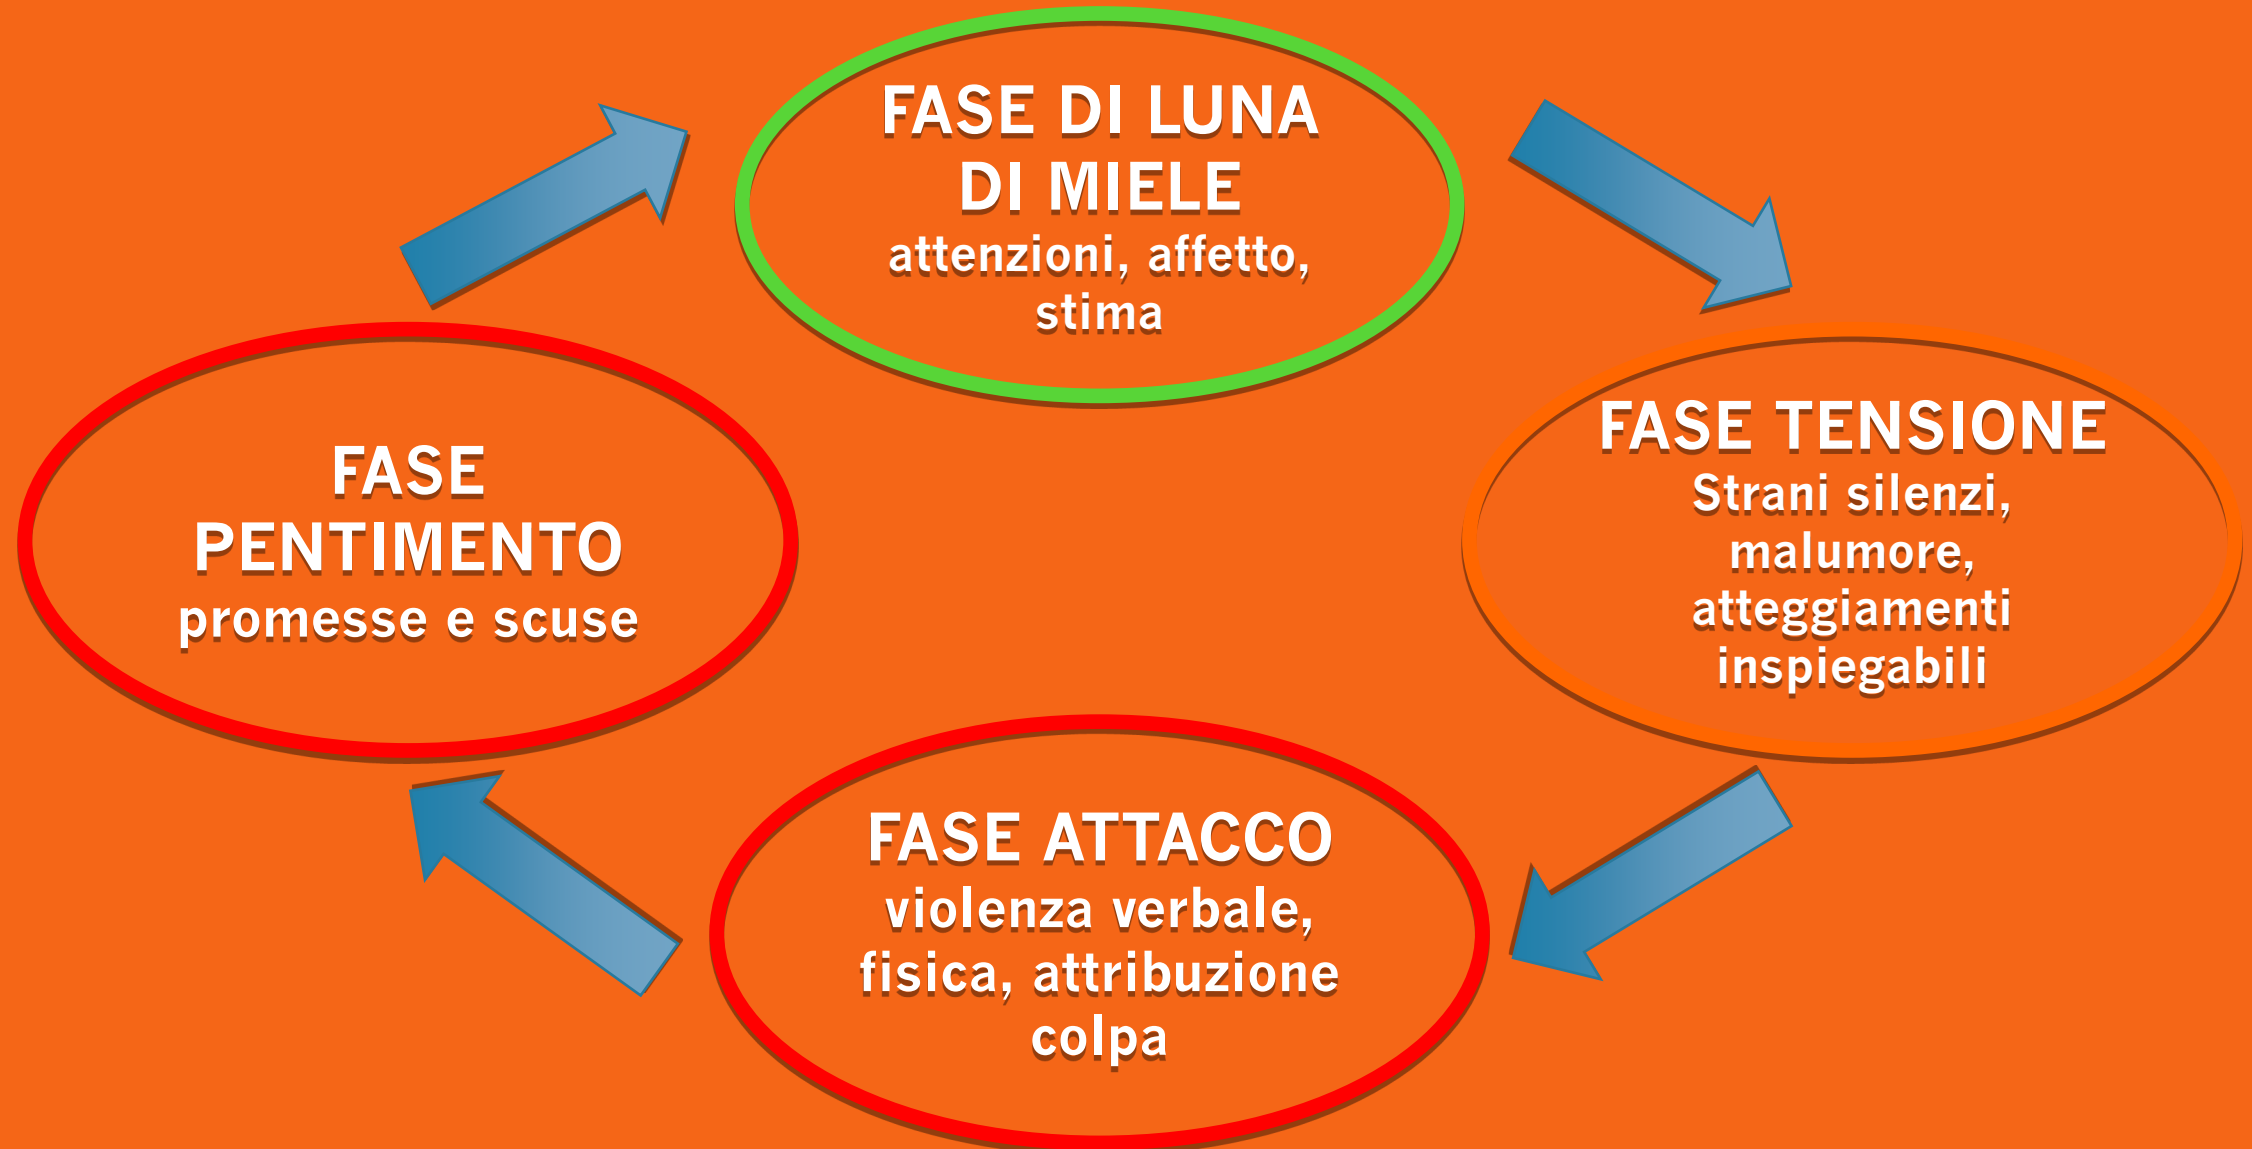 FASE DI LUNA
DI MIELE
attenzioni, affetto,
stima
FASE TENSIONE
Strani silenzi,
malumore,
atteggiamenti
inspiegabili
FASE ATTACCO
violenza verbale,
fisica, attribuzione
colpa
FASE
PENTIMENTO
promesse e scuse